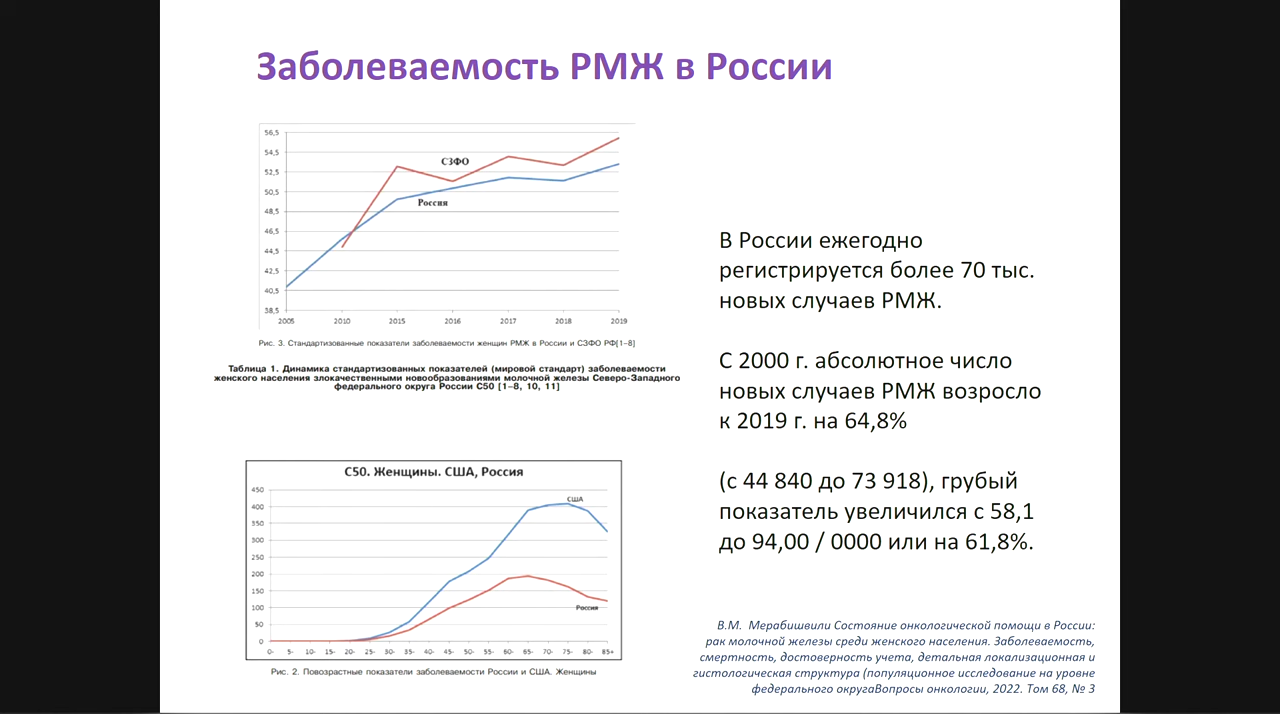 Заболеваемость РМЖ в России
56,5
54,5
52,5
50,5
48,5
46,5
44,5
42,5
40,5
38,5
СЗФО
Россия
2005 2010 2015 2016 2017 2018 2019
Рис. 3. Стандартизованные показатели заболеваемости женщин РМЖ в России и СЗФО РФ[1–8]
Таблица 1. Динамика стандартизованных показателей (мировой стандарт) заболеваемости
женского населения злокачественными новообразованиями молочной железы Северо-Западного
федерального округа России С50 [1–8, 10, 11]
С50. Женщины. США, Россия
450
400
350
300
250
200
150
100
50
0
США
Россия
0- 5- 10- 15- 20- 25- 30- 35- 40- 45- 50- 55- 60- 65- 70- 75- 80- 85+
Рис. 2. Повозрастные показатели заболеваемости России и США. Женщины
В России ежегодно
регистрируется более 70 тыс.
новых случаев РМЖ.
С 2000 г. абсолютное число
новых случаев РМЖ возросло
к 2019 г. на 64,8%
(с 44 840 до 73 918), грубый
показатель увеличился с 58,1
до 94,00 / 0000 или на 61,8%.
В.М. Мерабишвили Состояние онкологической помощи в России:
рак молочной железы среди женского населения. Заболеваемость,
смертность, достоверность учета, детальная локализационная и
гистологическая структура (популяционное исследование на уровне
федерального округаВопросы онкологии, 2022. Том 68, № 3